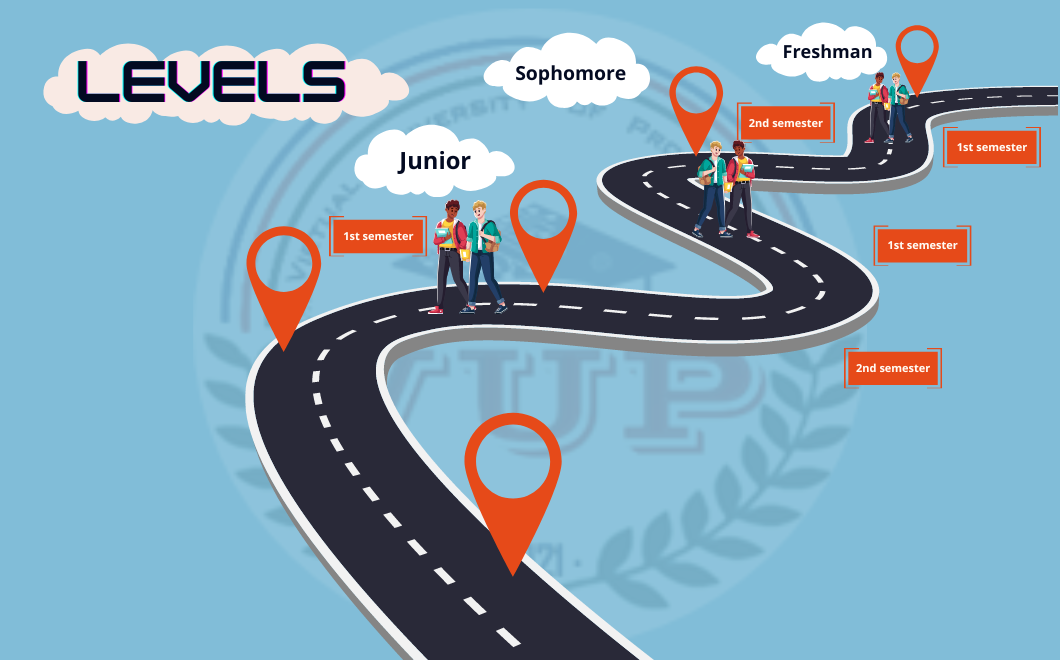 LEVELS
Sophomore
Freshman
Junior
2nd semester
1st semester
1st semester
1st semester
2nd semester
VUP